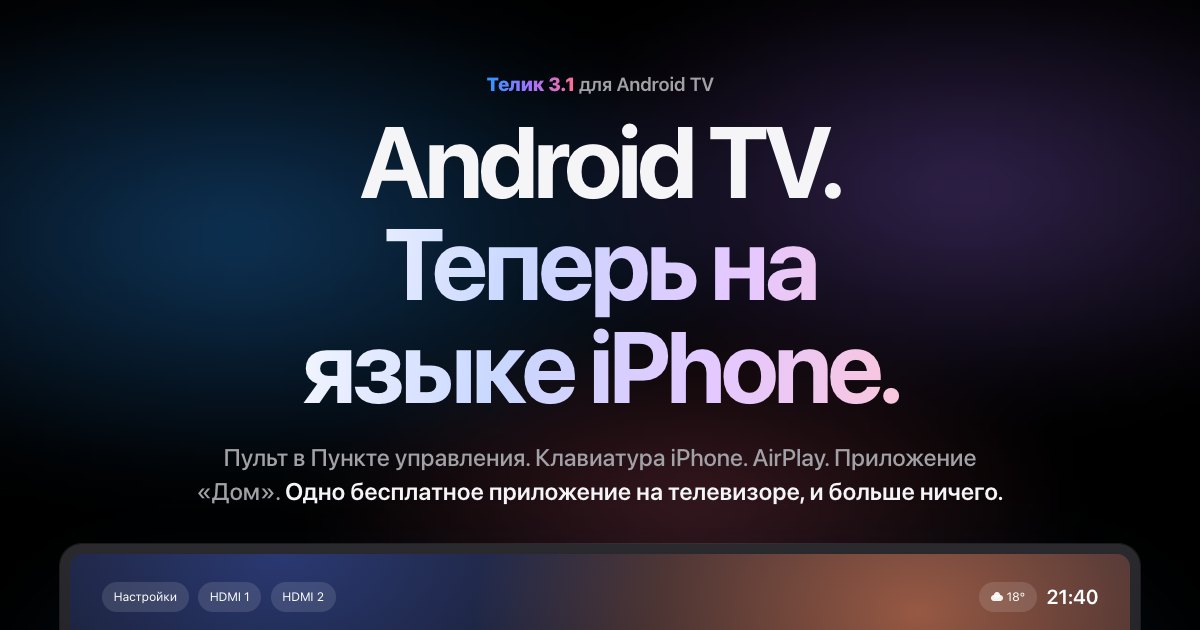 Телик 3.1 для Android TV
Android TV.
Теперь на
языке iPhone.
Пульт в Пункте управления. Клавиатура iPhone. AirPlay. Приложение
«Дом». Одно бесплатное приложение на телевизоре, и больше ничего.
Настройки HDMI 1 HDMI 2 18° 21:40